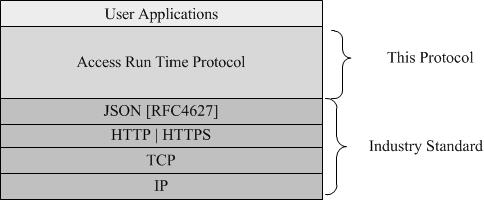 User Applications
Access Run Time Protocol
This Protocol
JSON [RFC4627]
HTTP | HTTPS
TCP
IP
Industry Standard